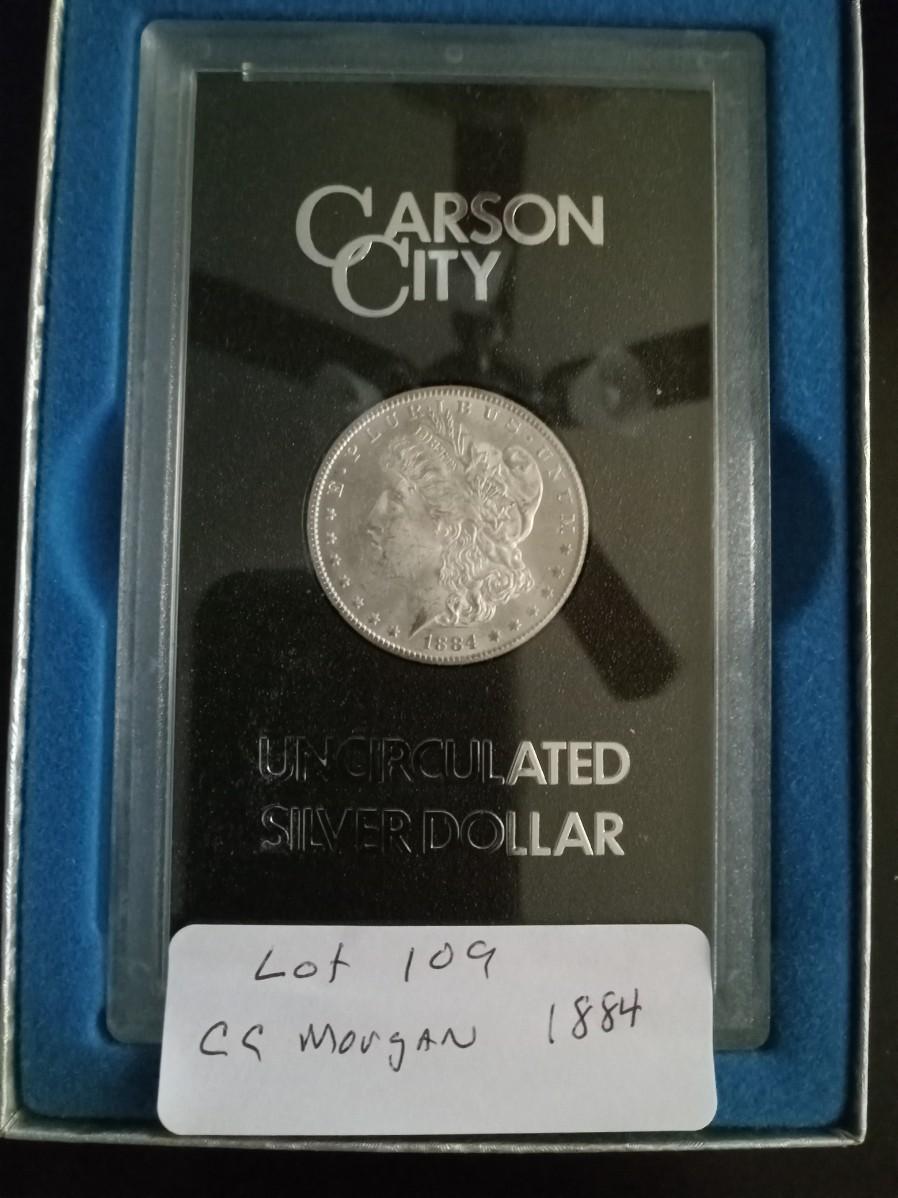 CARSON
CITY
E·PLURIBUS·UNUM
1884
UNCIRCULATED
SILVER DOLLAR
Lot 109
CC Morgan 1884